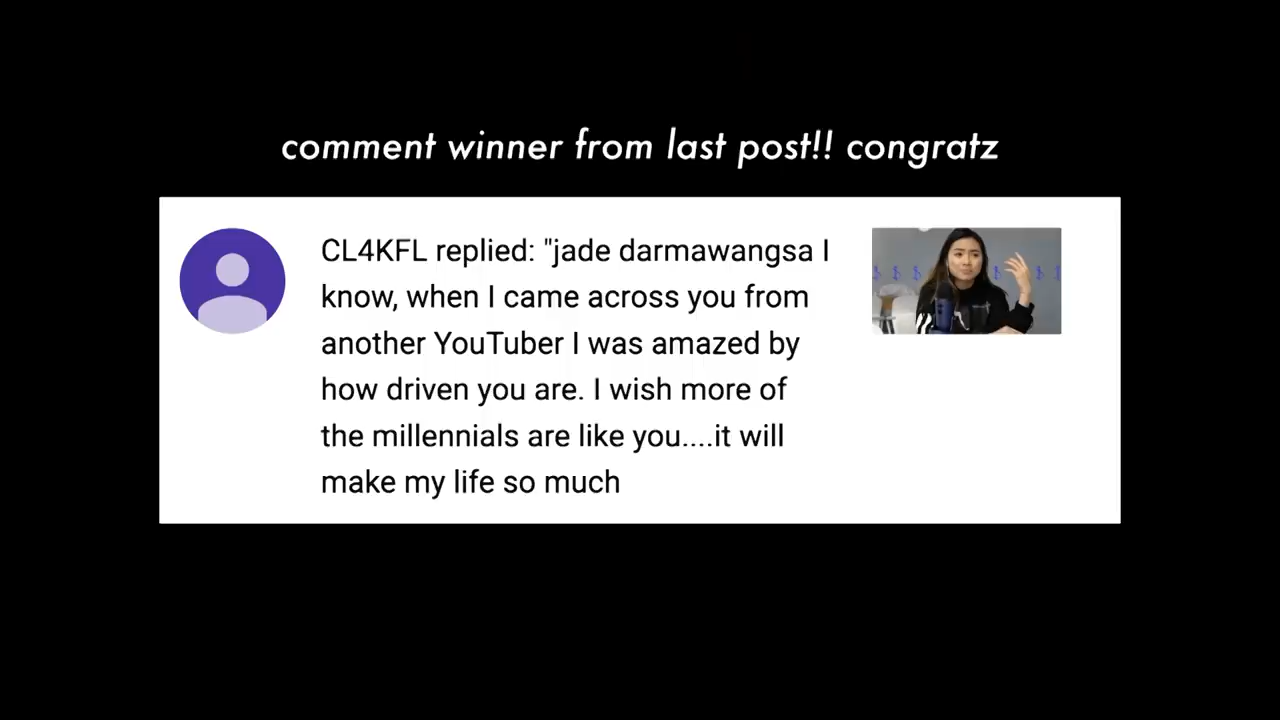 comment winner from last post!! congratz
CL4KFL replied: "jade darmawangsa I
know, when I came across you from
another YouTuber I was amazed by
how driven you are. I wish more of
the millennials are like you....it will
make my life so much